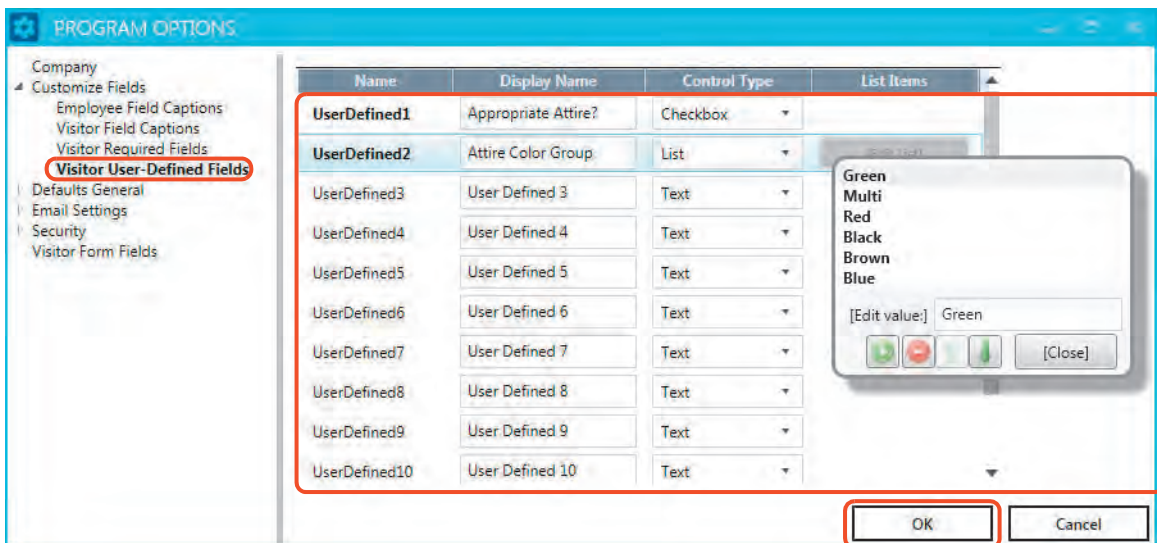 PROGRAM OPTIONS
Company
Customize Fields
Employee Field Captions
Visitor Field Captions
Visitor Required Fields
Visitor User-Defined Fields
Defaults General
Email Settings
Security
Visitor Form Fields
Name Display Name Control Type List Items
UserDefined1 Appropriate Attire? Checkbox
UserDefined2 Attire Color Group List
UserDefined3 User Defined 3 Text
UserDefined4 User Defined 4 Text
UserDefined5 User Defined 5 Text
UserDefined6 User Defined 6 Text
UserDefined7 User Defined 7 Text
UserDefined8 User Defined 8 Text
UserDefined9 User Defined 9 Text
UserDefined10 User Defined 10 Text
Green
Multi
Red
Black
Brown
Blue
[Edit value:] Green
[Close]
OK Cancel